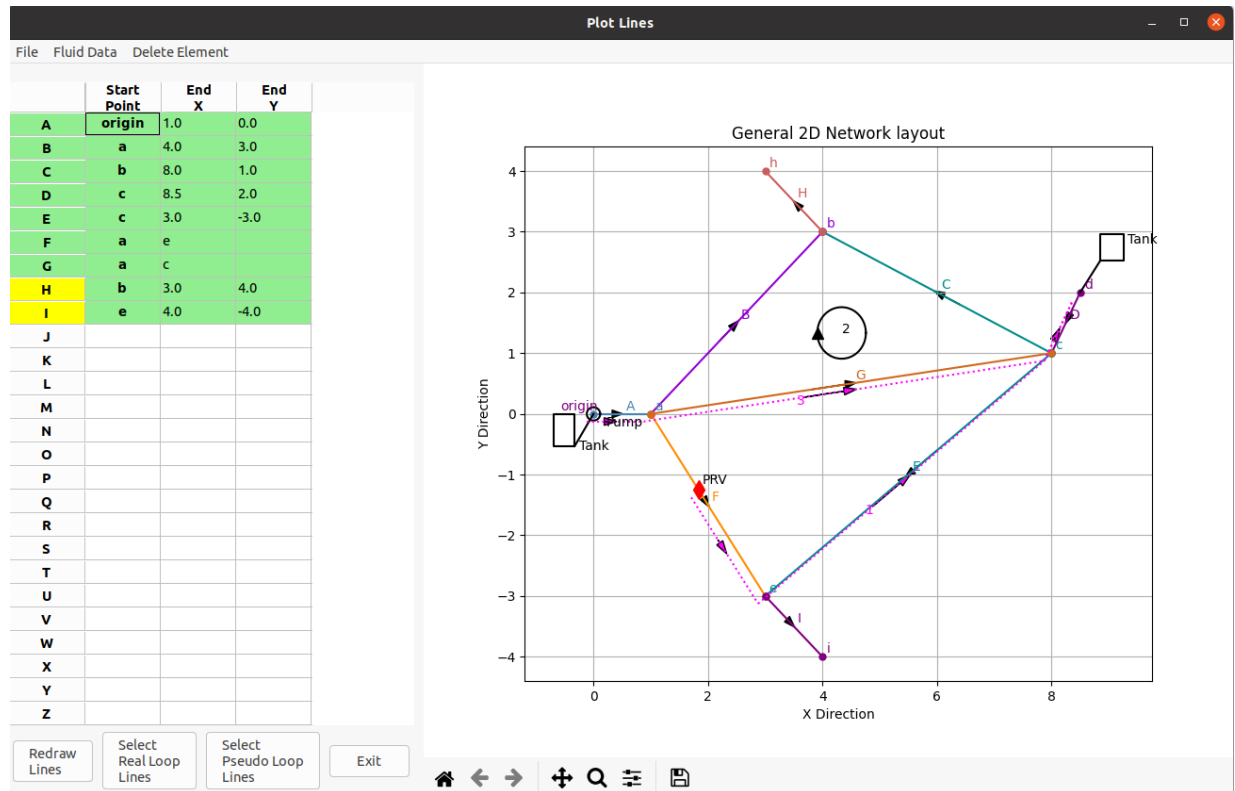 Plot Lines
File Fluid Data Delete Element
Start Point End X End Y
A origin 1.0 0.0
B a 4.0 3.0
C b 8.0 1.0
D c 8.5 2.0
E c 3.0 -3.0
F a e
G a c
H b 3.0 4.0
I e 4.0 -4.0
J
K
L
M
N
O
P
Q
R
S
T
U
V
W
X
Y
Z
Redraw Lines
Select Real Loop Lines
Select Pseudo Loop Lines
Exit
General 2D Network layout
h
H
b
Tank
C
d
D
B
2
c
G
3
origin
A
a
Pump
Tank
PRV
F
E
1
e
I
i
4
3
2
1
0
−1
−2
−3
−4
Y Direction
0 2 4 6 8
X Direction